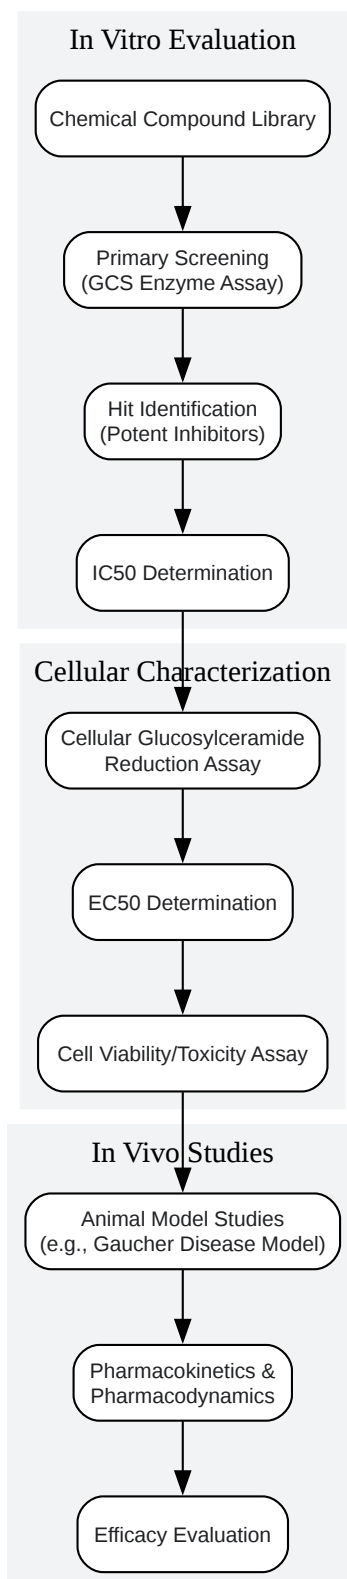 In Vitro Evaluation
Chemical Compound Library
Primary Screening
(GCS Enzyme Assay)
Hit Identification
(Potent Inhibitors)
IC50 Determination
Cellular Characterization
Cellular Glucosylceramide
Reduction Assay
EC50 Determination
Cell Viability/Toxicity Assay
In Vivo Studies
Animal Model Studies
(e.g., Gaucher Disease Model)
Pharmacokinetics &
Pharmacodynamics
Efficacy Evaluation